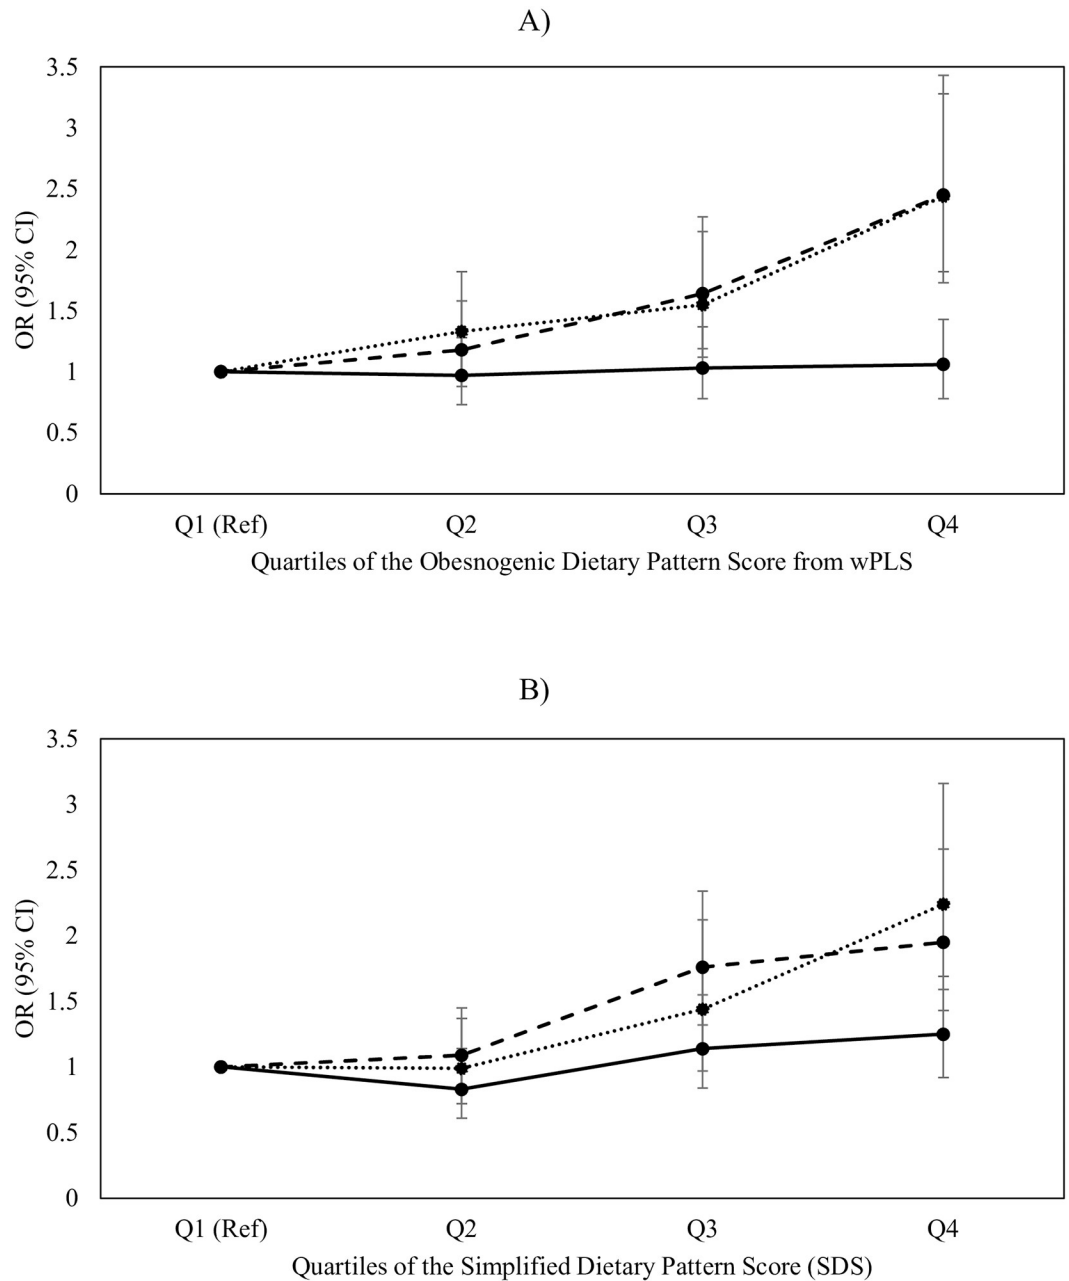 A)
3.5
3
2.5
2
1.5
1
0.5
0
OR (95% CI)
Q1 (Ref) Q2 Q3 Q4
Quartiles of the Obesnogenic Dietary Pattern Score from wPLS
B)
3.5
3
2.5
2
1.5
1
0.5
0
OR (95% CI)
Q1 (Ref) Q2 Q3 Q4
Quartiles of the Simplified Dietary Pattern Score (SDS)